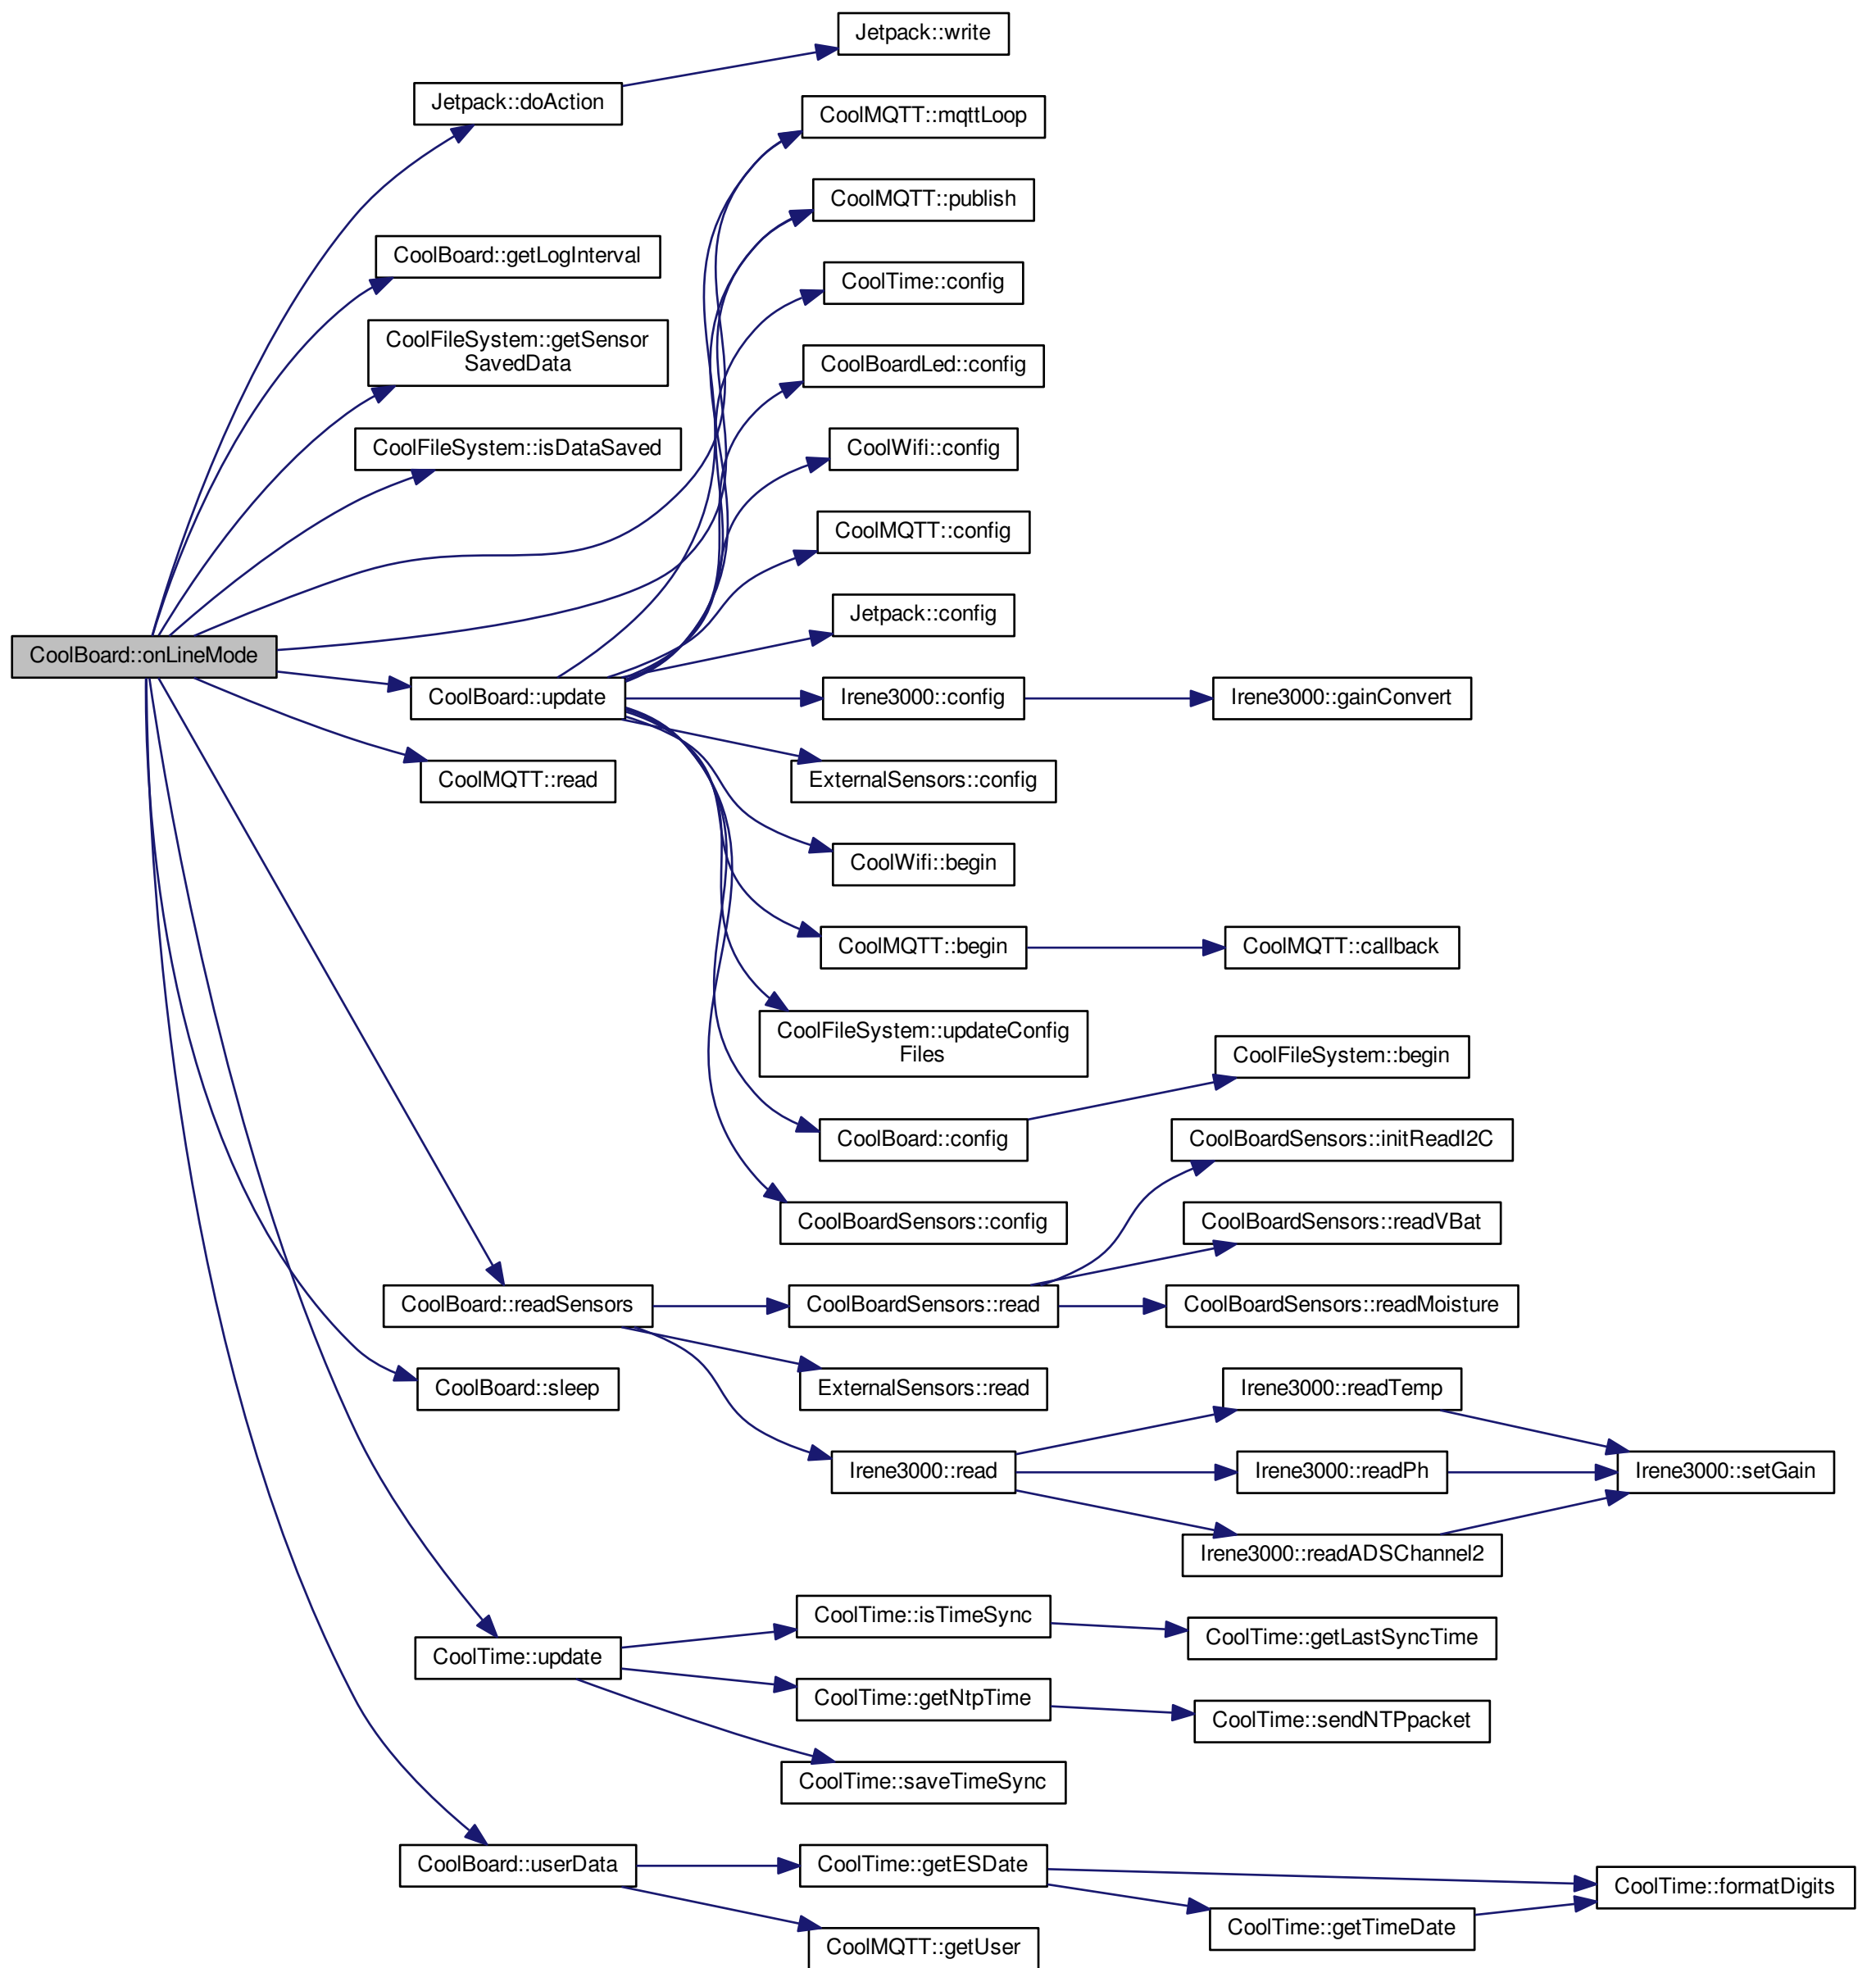 Jetpack::write
Jetpack::doAction
CoolMQTT::mqttLoop
CoolMQTT::publish
CoolBoard::getLogInterval
CoolTime::config
CoolFileSystem::getSensor
SavedData
CoolBoardLed::config
CoolFileSystem::isDataSaved
CoolWifi::config
CoolMQTT::config
Jetpack::config
CoolBoard::onLineMode
CoolBoard::update
Irene3000::config
Irene3000::gainConvert
CoolMQTT::read
ExternalSensors::config
CoolWifi::begin
CoolMQTT::begin
CoolMQTT::callback
CoolFileSystem::updateConfig
Files
CoolFileSystem::begin
CoolBoard::config
CoolBoardSensors::initReadI2C
CoolBoardSensors::config
CoolBoardSensors::readVBat
CoolBoard::readSensors
CoolBoardSensors::read
CoolBoardSensors::readMoisture
CoolBoard::sleep
ExternalSensors::read
Irene3000::readTemp
Irene3000::read
Irene3000::readPh
Irene3000::setGain
Irene3000::readADSChannel2
CoolTime::isTimeSync
CoolTime::getLastSyncTime
CoolTime::update
CoolTime::getNtpTime
CoolTime::sendNTPpacket
CoolTime::saveTimeSync
CoolBoard::userData
CoolTime::getESDate
CoolTime::formatDigits
CoolTime::getTimeDate
CoolMQTT::getUser